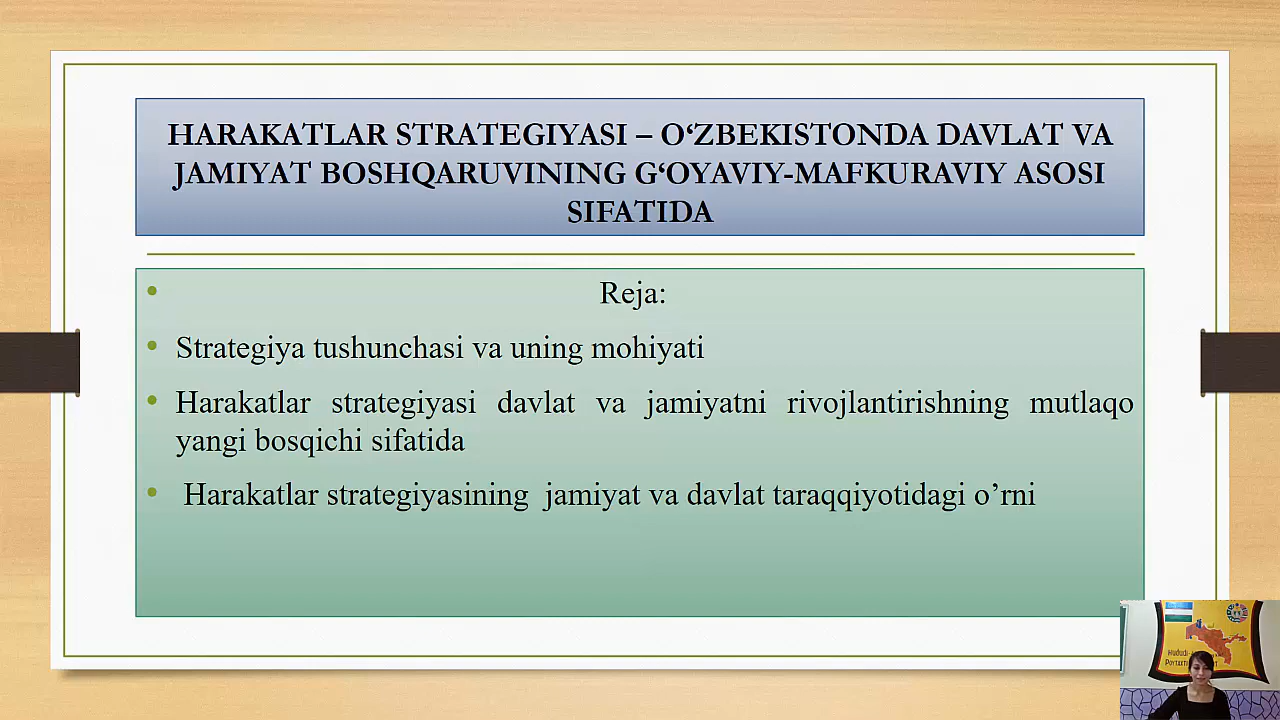 HARAKATLAR STRATEGIYASI – O‘ZBEKISTONDA DAVLAT VA
JAMIYAT BOSHQARUVINING G‘OYAVIY-MAFKURAVIY ASOSI
SIFATIDA
Reja:
Strategiya tushunchasi va uning mohiyati
Harakatlar strategiyasi davlat va jamiyatni rivojlantirishning mutlaqo
yangi bosqichi sifatida
Harakatlar strategiyasining jamiyat va davlat taraqqiyotidagi o’rni